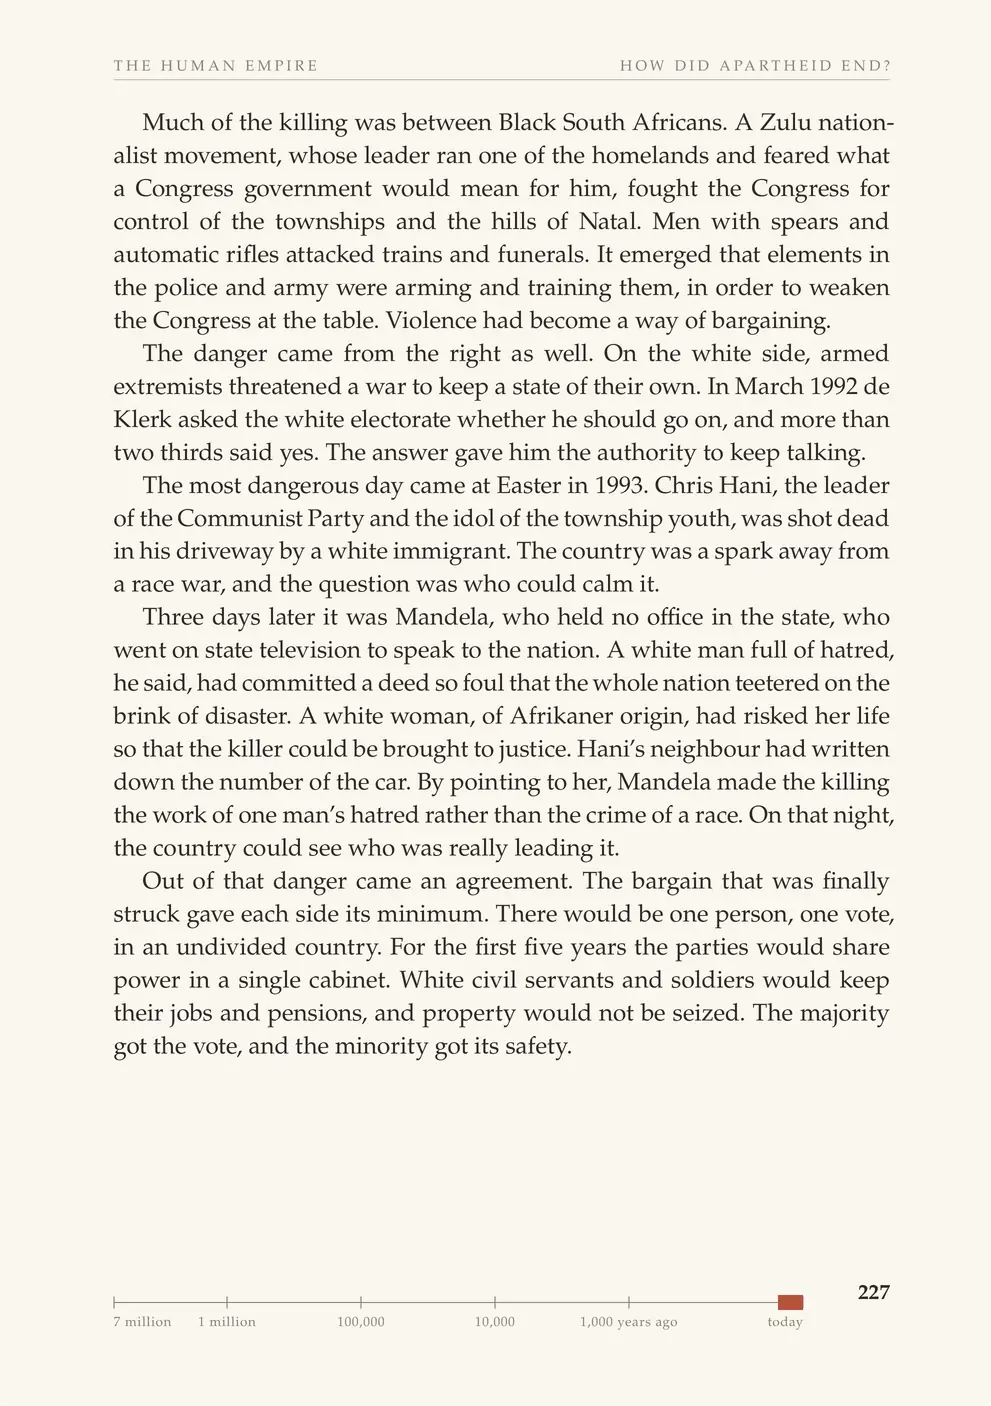 THE HUMAN EMPIRE
HOW DID APARTHEID END?
Much of the killing was between Black South Africans. A Zulu nation-
alist movement, whose leader ran one of the homelands and feared what
a Congress government would mean for him, fought the Congress for
control of the townships and the hills of Natal. Men with spears and
automatic rifles attacked trains and funerals. It emerged that elements in
the police and army were arming and training them, in order to weaken
the Congress at the table. Violence had become a way of bargaining.
The danger came from the right as well. On the white side, armed
extremists threatened a war to keep a state of their own. In March 1992 de
Klerk asked the white electorate whether he should go on, and more than
two thirds said yes. The answer gave him the authority to keep talking.
The most dangerous day came at Easter in 1993. Chris Hani, the leader
of the Communist Party and the idol of the township youth, was shot dead
in his driveway by a white immigrant. The country was a spark away from
a race war, and the question was who could calm it.
Three days later it was Mandela, who held no office in the state, who
went on state television to speak to the nation. A white man full of hatred,
he said, had committed a deed so foul that the whole nation teetered on the
brink of disaster. A white woman, of Afrikaner origin, had risked her life
so that the killer could be brought to justice. Hani's neighbour had written
down the number of the car. By pointing to her, Mandela made the killing
the work of one man's hatred rather than the crime of a race. On that night,
the country could see who was really leading it.
Out of that danger came an agreement. The bargain that was finally
struck gave each side its minimum. There would be one person, one vote,
in an undivided country. For the first five years the parties would share
power in a single cabinet. White civil servants and soldiers would keep
their jobs and pensions, and property would not be seized. The majority
got the vote, and the minority got its safety.
227
7 million 1 million 100,000 10,000 1,000 years ago today